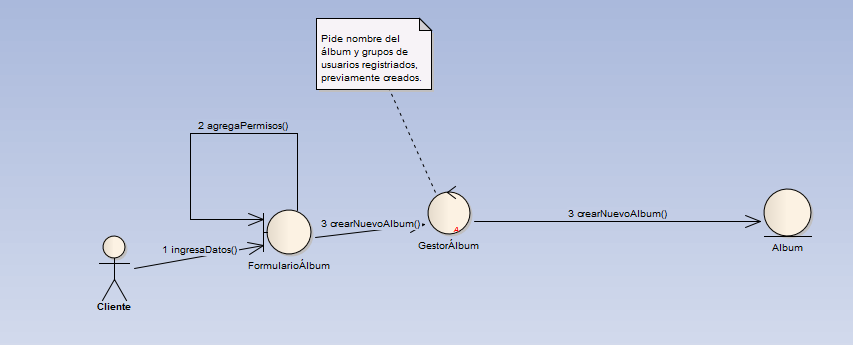 Pide nombre del
álbum y grupos de
usuarios registriados,
previamente creados.
2 agregaPermisos()
3 crearNuevoAlbum()
3 crearNuevoAlbum()
1 ingresaDatos()
FormularioÁlbum
GestorÁlbum
Album
Cliente